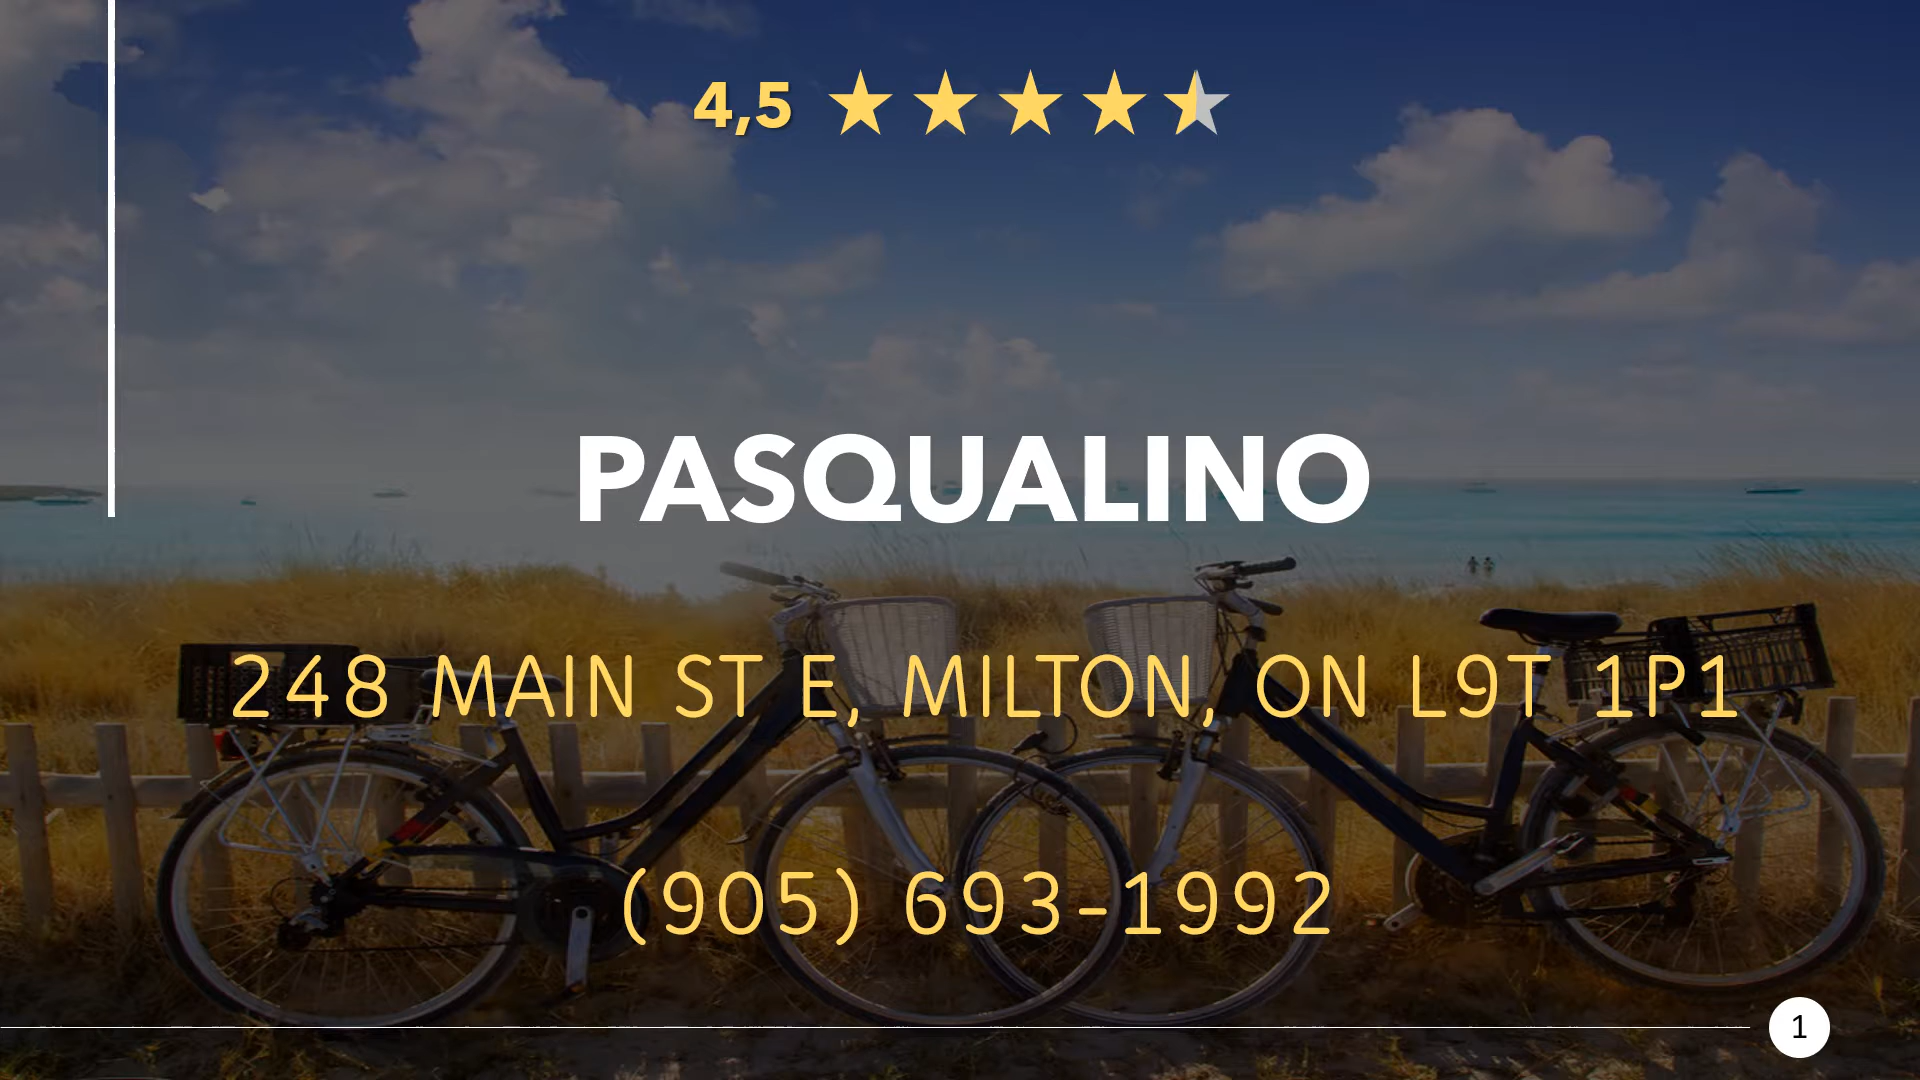 4,5
PASQUALINO
248 MAIN ST E, MILTON, ON L9T 1P1
(905) 693-1992
1